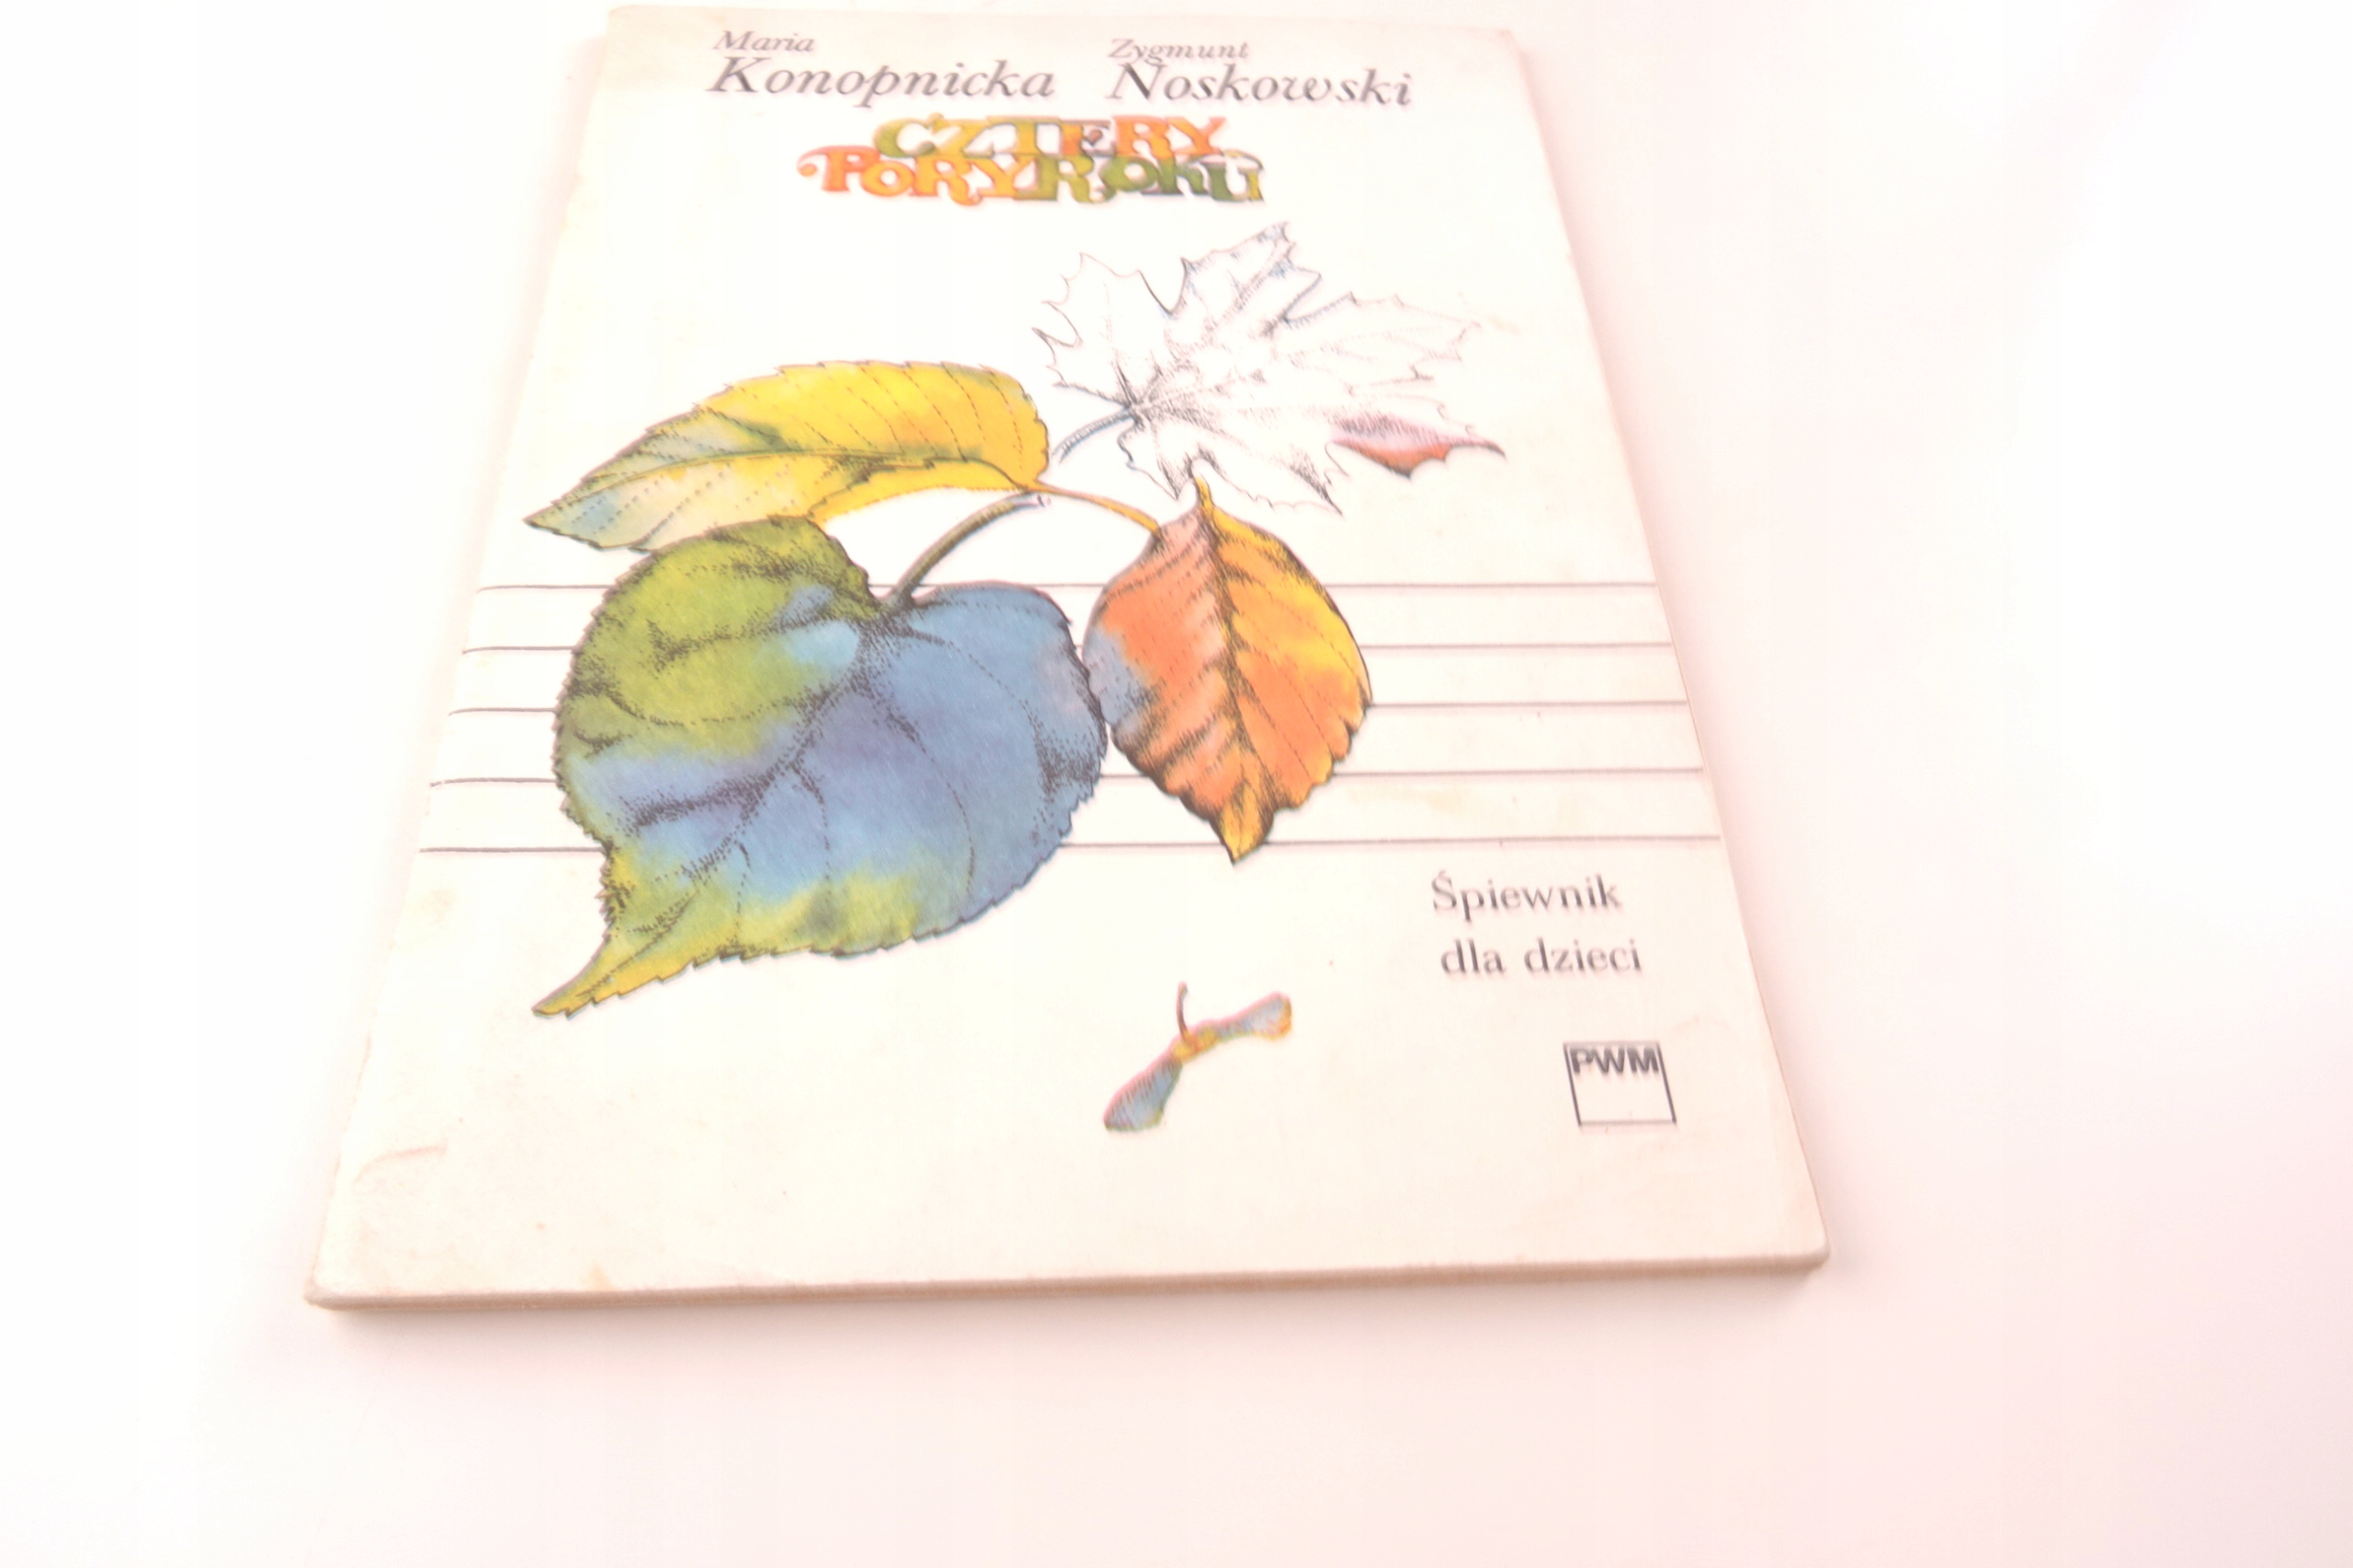 Maria
Konopnicka
Zygmunt
Noskowski
CZTERY
PORY ROKU
Śpiewnik
dla dzieci
PWM